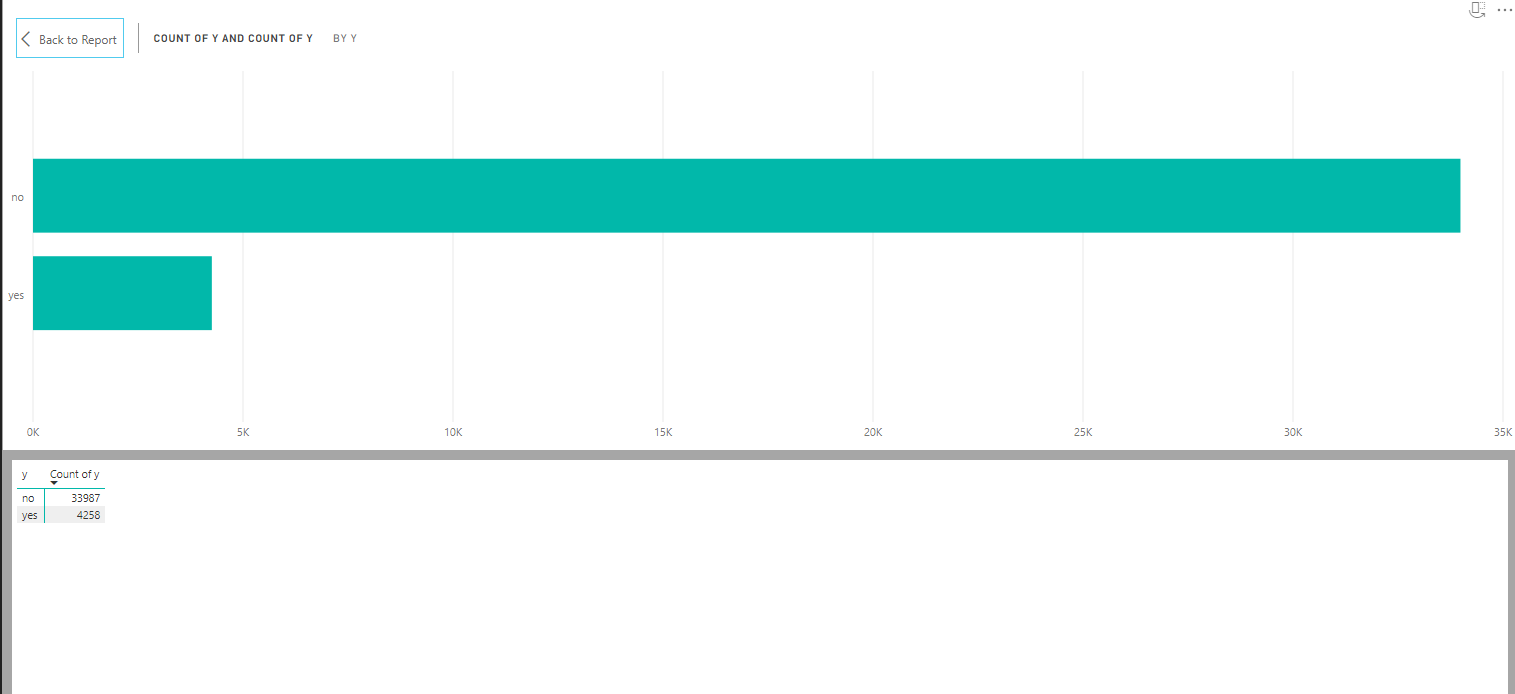 Back to Report
COUNT OF Y AND COUNT OF Y BY Y
no
yes
0K 5K 10K 15K 20K 25K 30K 35K
y Count of y
no 33987
yes 4258